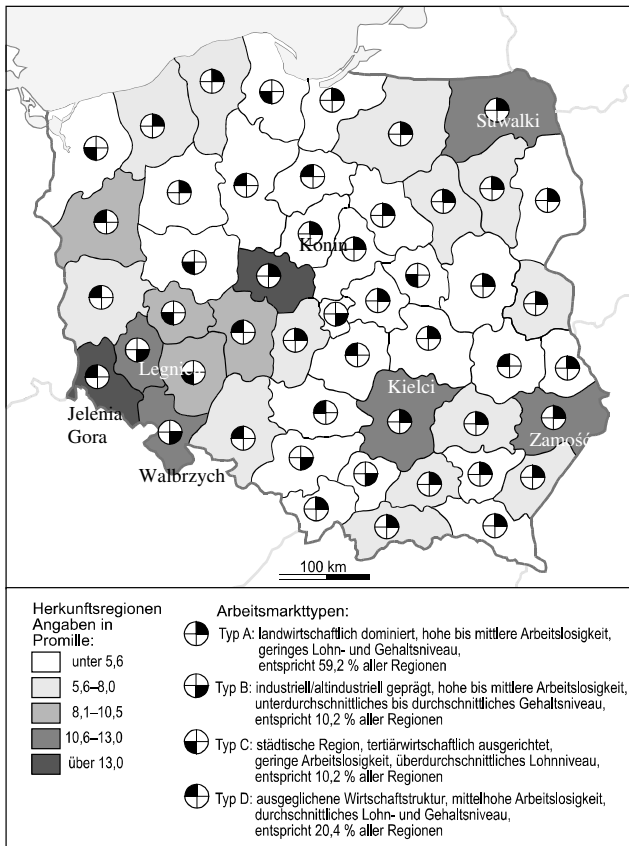 Suwalki
Konin
Legnica
Kielci
Jelenia
Gora
Zamość
Walbrzych
100 km
Herkunftsregionen
Angaben in
Promille:
unter 5,6
5,6–8,0
8,1–10,5
10,6–13,0
über 13,0
Arbeitsmarkttypen:
Typ A: landwirtschaftlich dominiert, hohe bis mittlere Arbeitslosigkeit,
geringes Lohn- und Gehaltsniveau,
entspricht 59,2 % aller Regionen
Typ B: industriell/altindustriell geprägt, hohe bis mittlere Arbeitslosigkeit,
unterdurchschnittliches bis durchschnittliches Gehaltsniveau,
entspricht 10,2 % aller Regionen
Typ C: städtische Region, tertiärwirtschaftlich ausgerichtet,
geringe Arbeitslosigkeit, überdurchschnittliches Lohnniveau,
entspricht 10,2 % aller Regionen
Typ D: ausgeglichene Wirtschaftstruktur, mittelhohe Arbeitslosigkeit,
durchschnittliches Lohn- und Gehaltsniveau,
entspricht 20,4 % aller Regionen